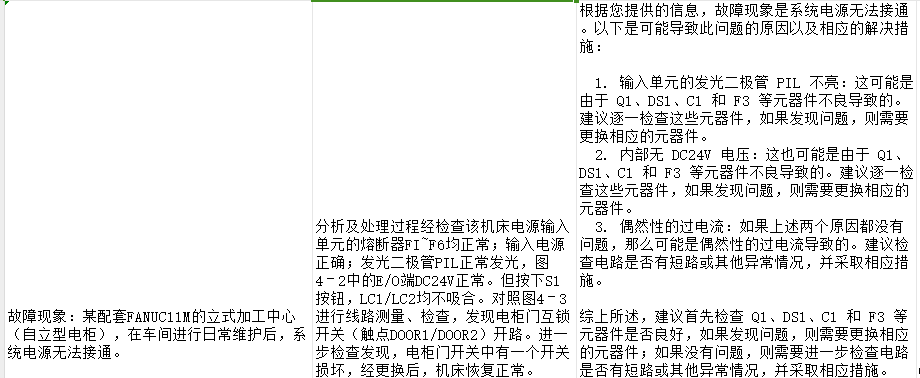 故障现象：某配套FANUC11M的立式加工中心
（自立型电柜），在车间进行日常维护后，系
统电源无法接通。
分析及处理过程经检查该机床电源输入
单元的熔断器FI~F6均正常；输入电源
正确；发光二极管PIL正常发光，图
4－2中的E/O端DC24V正常。但按下S1
按钮，LC1/LC2均不吸合。对照图4－3
进行线路测量、检查，发现电柜门互锁
开关（触点DOOR1/DOOR2）开路。进一
步检查发现，电柜门开关中有一个开关
损坏，经更换后，机床恢复正常。
根据您提供的信息，故障现象是系统电源无法接通
。以下是可能导致此问题的原因以及相应的解决措
施：
1. 输入单元的发光二极管 PIL 不亮：这可能是
由于 Q1、DS1、C1 和 F3 等元器件不良导致的。
建议逐一检查这些元器件，如果发现问题，则需要
更换相应的元器件。
2. 内部无 DC24V 电压：这也可能是由于 Q1、
DS1、C1 和 F3 等元器件不良导致的。建议逐一检
查这些元器件，如果发现问题，则需要更换相应的
元器件。
3. 偶然性的过电流：如果上述两个原因都没有
问题，那么可能是偶然性的过电流导致的。建议检
查电路是否有短路或其他异常情况，并采取相应措
施。
综上所述，建议首先检查 Q1、DS1、C1 和 F3 等
元器件是否良好，如果发现问题，则需要更换相应
的元器件；如果没有问题，则需要进一步检查电路
是否有短路或其他异常情况，并采取相应措施。